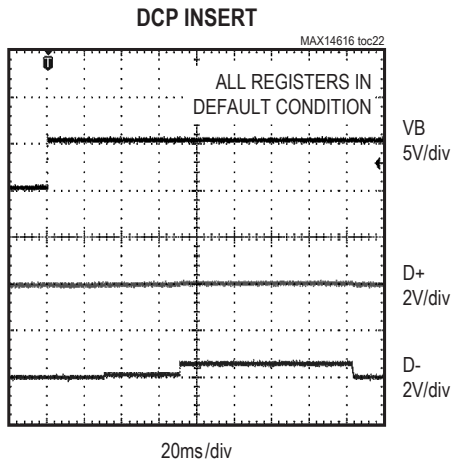 DCP INSERT
MAX14616 toc22
T
ALL REGISTERS IN
DEFAULT CONDITION
VB
5V/div
D+
2V/div
D-
2V/div
20ms/div